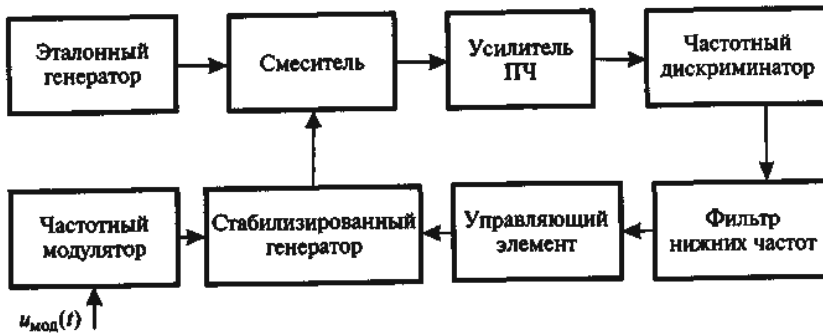 Эталонный
генератор
Смеситель
Усилитель
ПЧ
Частотный
дискриминатор
Частотный
модулятор
Стабилизированный
генератор
Управляющий
элемент
Фильтр
нижних частот
uмод(t)